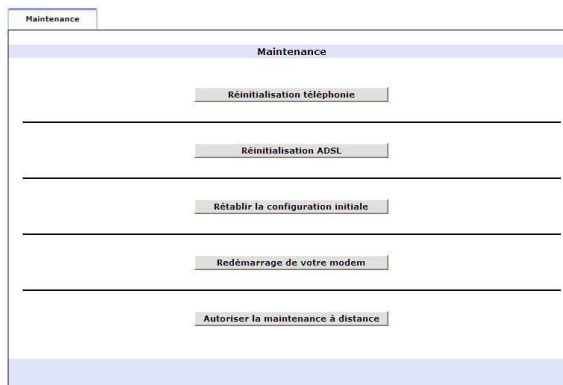 Maintenance
Maintenance
Réinitialisation téléphonie
Réinitialisation ADSL
Rétablir la configuration initiale
Redémarrage de votre modem
Autoriser la maintenance à distance